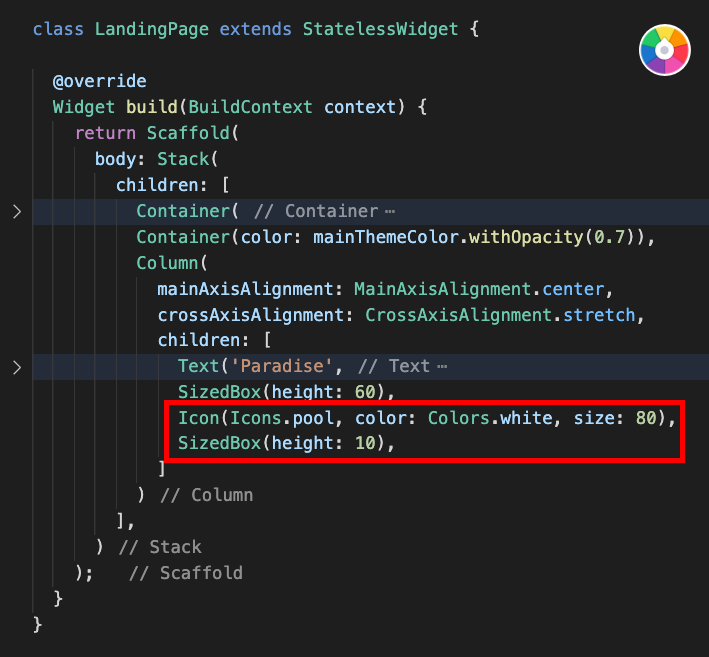 class LandingPage extends StatelessWidget {
@override
Widget build(BuildContext context) {
return Scaffold(
body: Stack(
children: [
Container( // Container ⋯
Container(color: mainThemeColor.withOpacity(0.7)),
Column(
mainAxisAlignment: MainAxisAlignment.center,
crossAxisAlignment: CrossAxisAlignment.stretch,
children: [
Text('Paradise', // Text ⋯
SizedBox(height: 60),
Icon(Icons.pool, color: Colors.white, size: 80),
SizedBox(height: 10),
]
) // Column
],
) // Stack
); // Scaffold
}
}